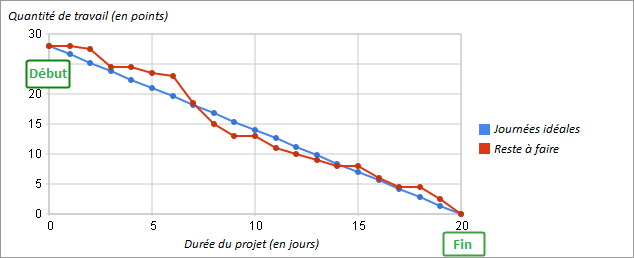 Quantité de travail (en points)
30
Début
20
15
10
5
0
0
5
10
15
20
Durée du projet (en jours)
Fin
Journées idéales
Reste à faire